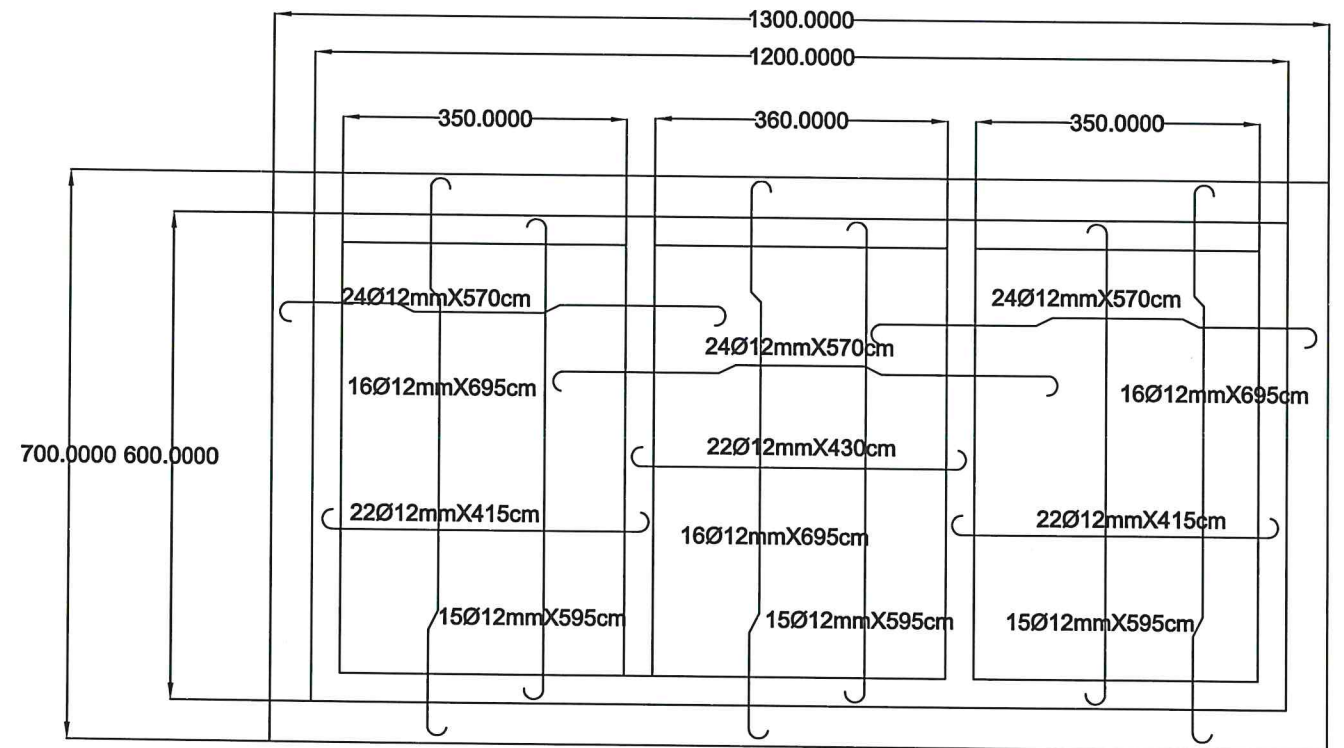 1300.0000
1200.0000
350.0000 360.0000 350.0000
24Ø12mmX570cm 24Ø12mmX570cm
24Ø12mmX570cm
16Ø12mmX695cm 16Ø12mmX695cm
700.0000 600.0000 22Ø12mmX430cm
22Ø12mmX415cm 22Ø12mmX415cm
16Ø12mmX695cm
15Ø12mmX595cm 15Ø12mmX595cm 15Ø12mmX595cm